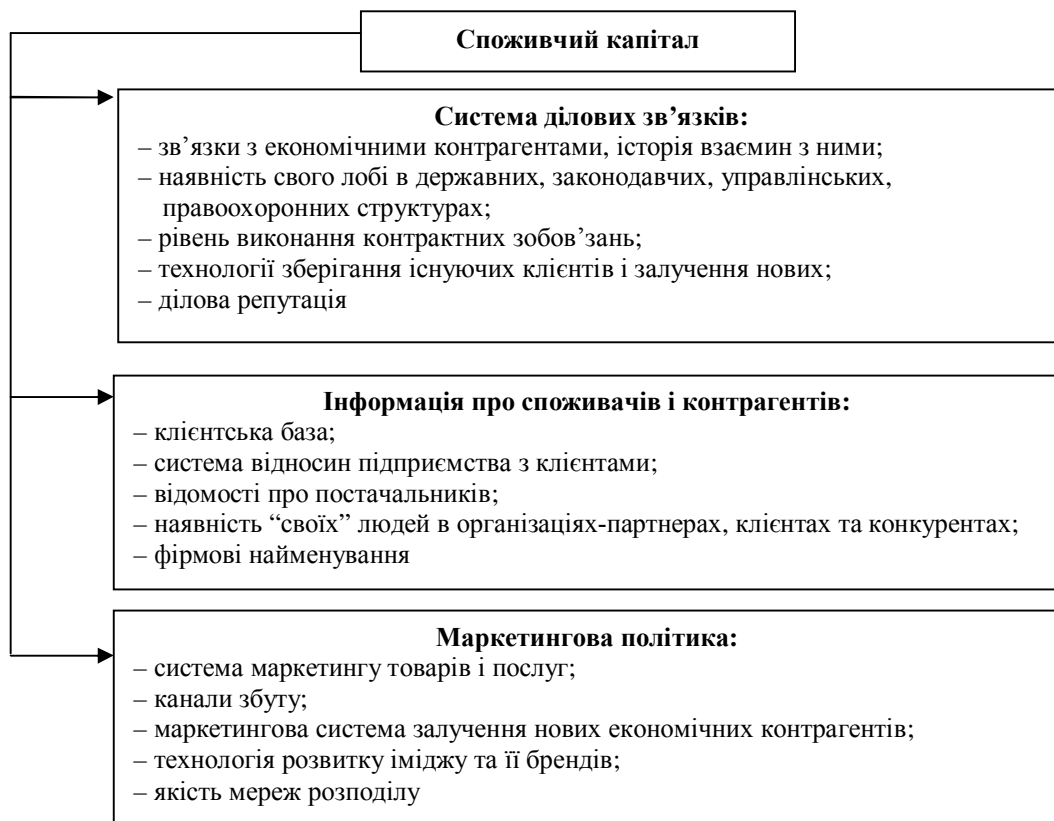 Споживчий капітал
Система ділових зв’язків:
– зв’язки з економічними контрагентами, історія взаємин з ними;
– наявність свого лобі в державних, законодавчих, управлінських,
правоохоронних структурах;
– рівень виконання контрактних зобов’язань;
– технології зберігання існуючих клієнтів і залучення нових;
– ділова репутація
Інформація про споживачів і контрагентів:
– клієнтська база;
– система відносин підприємства з клієнтами;
– відомості про постачальників;
– наявність “своїх” людей в організаціях-партнерах, клієнтах та конкурентах;
– фірмові найменування
Маркетингова політика:
– система маркетингу товарів і послуг;
– канали збуту;
– маркетингова система залучення нових економічних контрагентів;
– технологія розвитку іміджу та її брендів;
– якість мереж розподілу